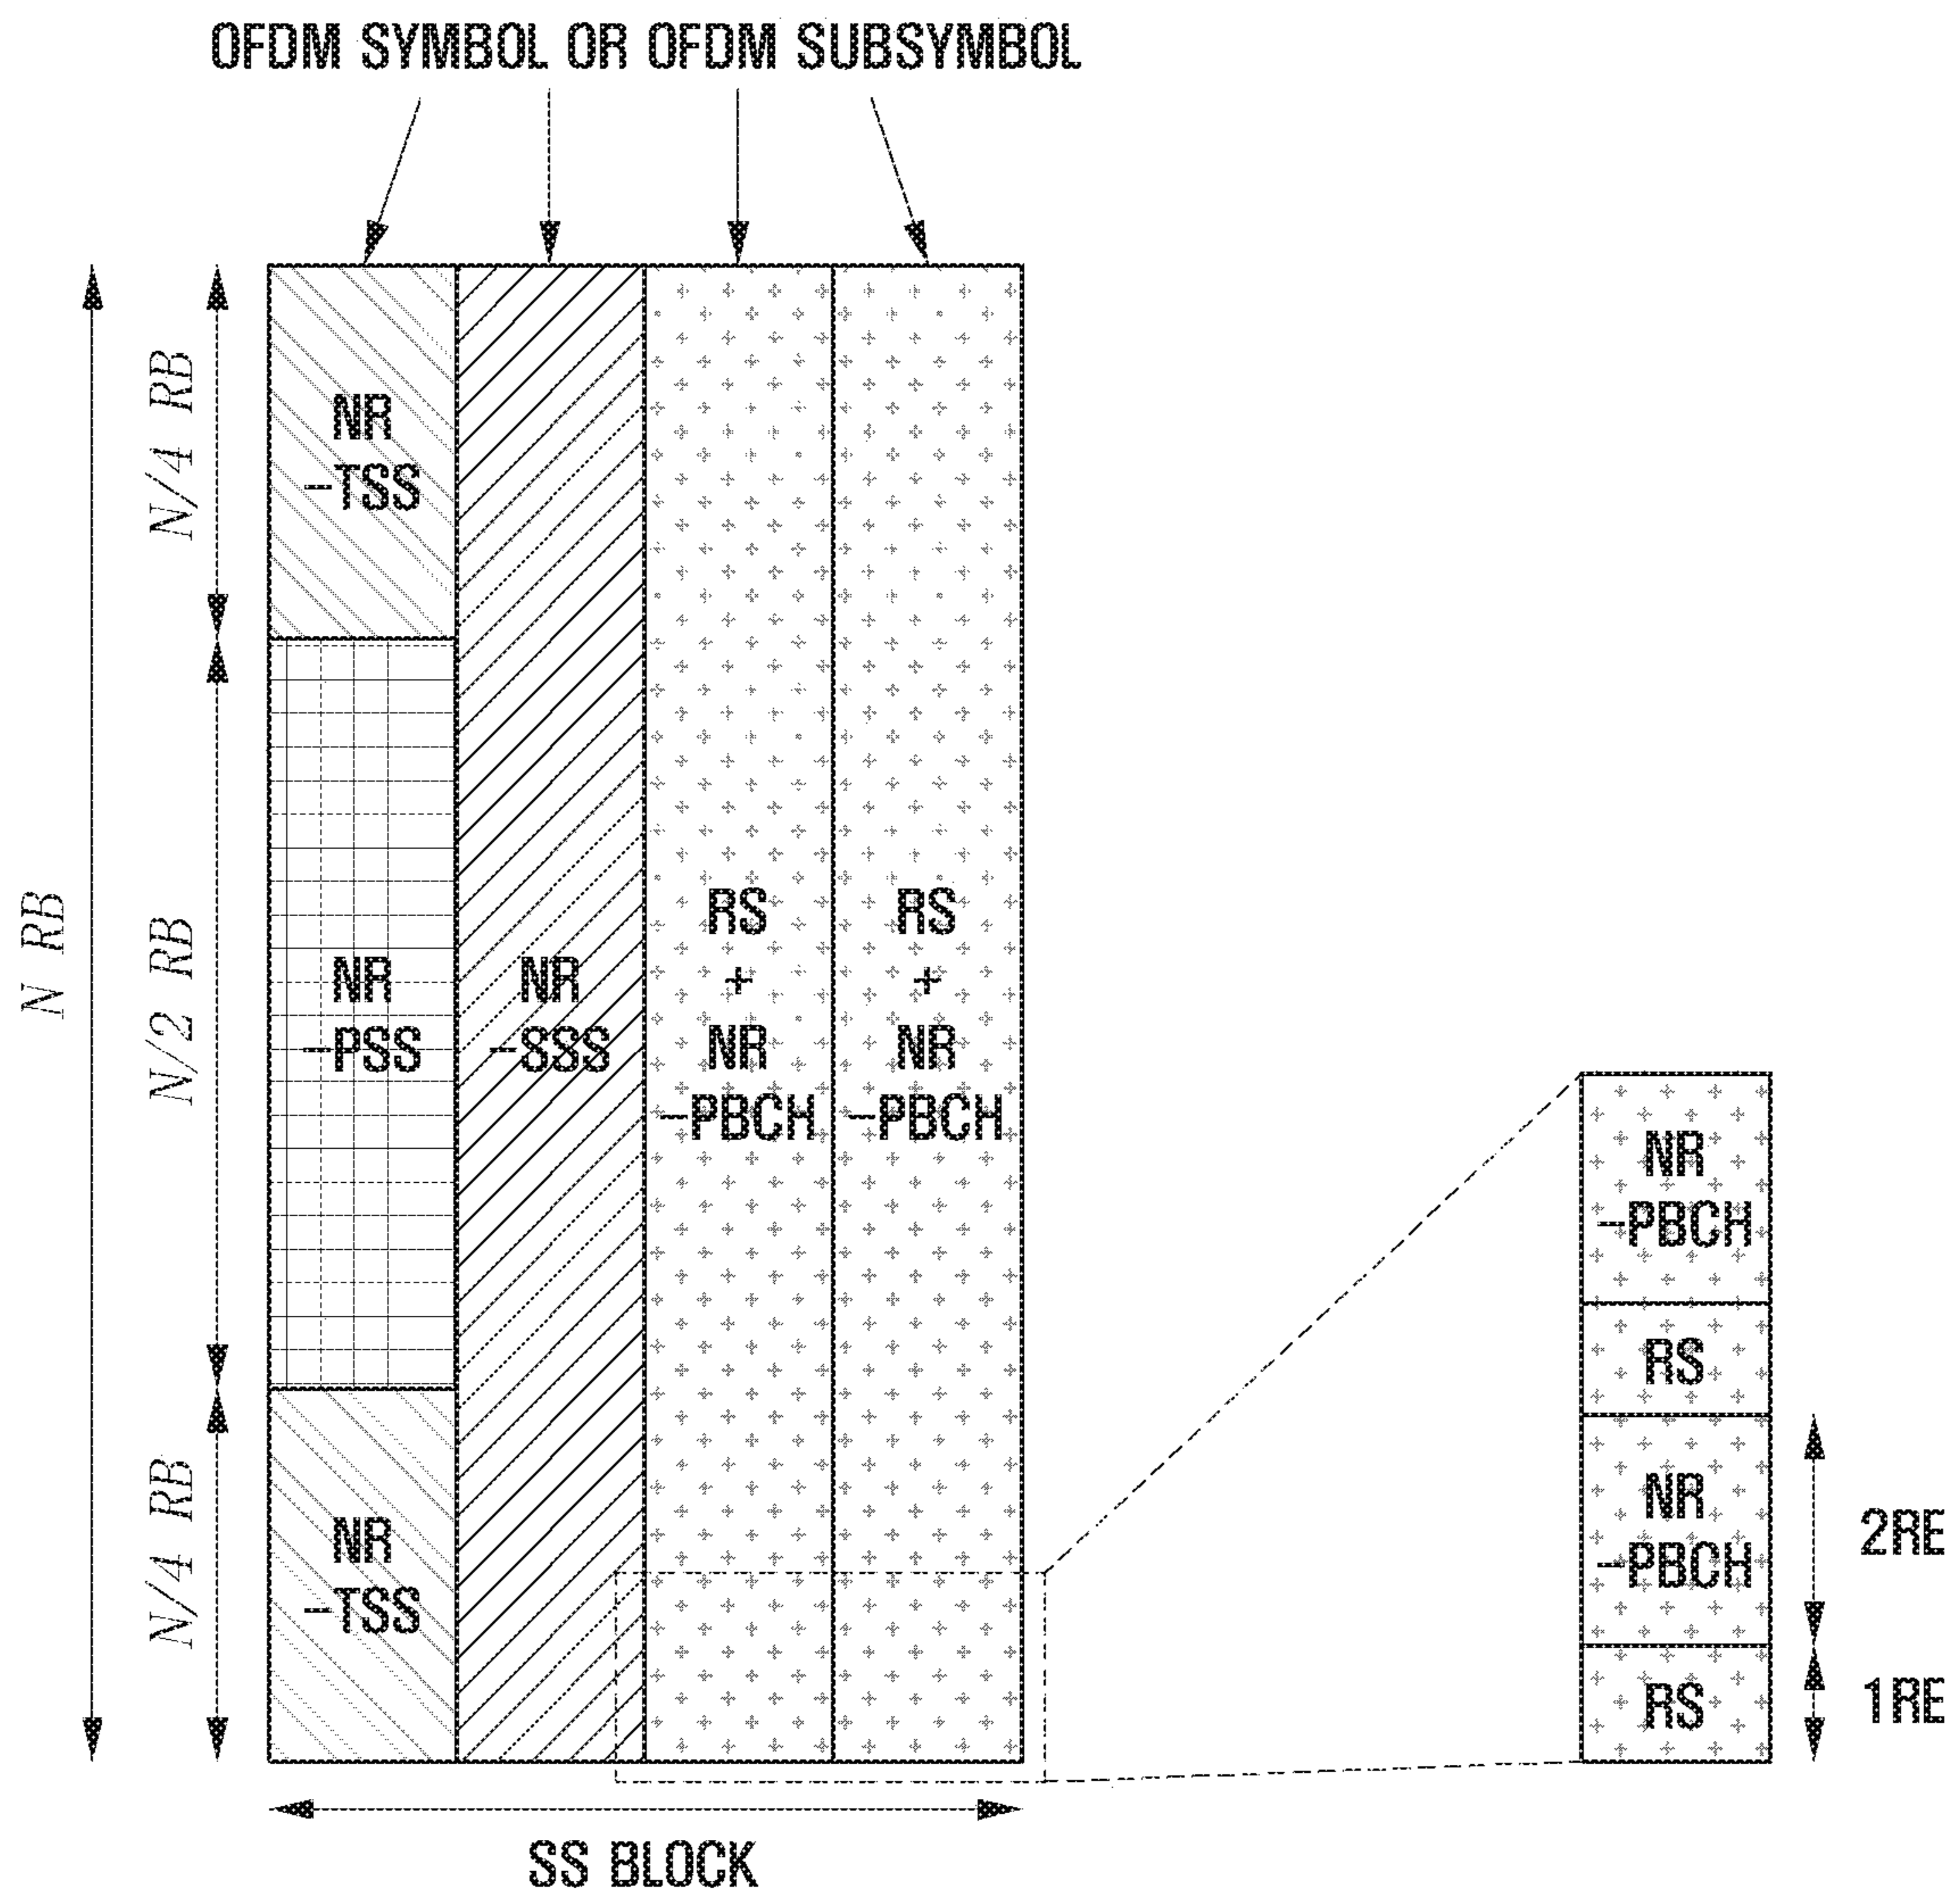 OFDM SYMBOL OR OFDM SUBSYMBOL
N RB
N/4 RB
N/2 RB
N/4 RB
NR
-TSS
NR
-PSS
NR
-TSS
NR
-SSS
RS
+
NR
-PBCH
RS
+
NR
-PBCH
SS BLOCK
NR
-PBCH
RS
NR
-PBCH
RS
2RE
1RE